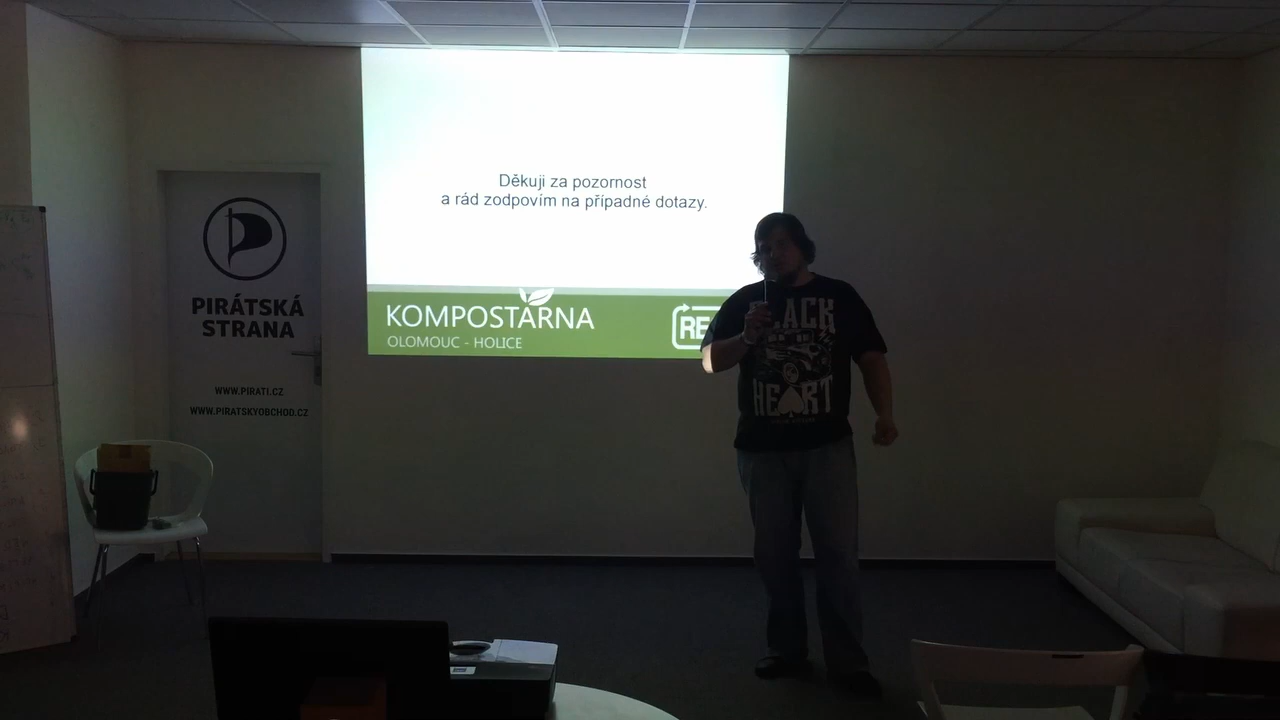 Děkuji za pozornost
a rád zodpovím na případné dotazy.
KOMPOSTÁRNA
OLOMOUC - HOLICE
RE
PIRÁTSKÁ
STRANA
WWW.PIRATI.CZ
WWW.PIRATSKYOBCHOD.CZ
BLACK
HEART